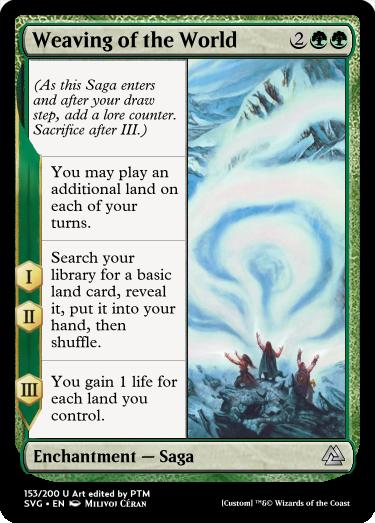 Weaving of the World 2
(As this Saga enters
and after your draw
step, add a lore counter.
Sacrifice after III.)
You may play an
additional land on
each of your
turns.
I
II
Search your
library for a basic
land card, reveal
it, put it into your
hand, then
shuffle.
III
You gain 1 life for
each land you
control.
Enchantment — Saga
153/200 U Art edited by PTM
SVG • EN Milivoj Ćeran
[Custom] ™&© Wizards of the Coast